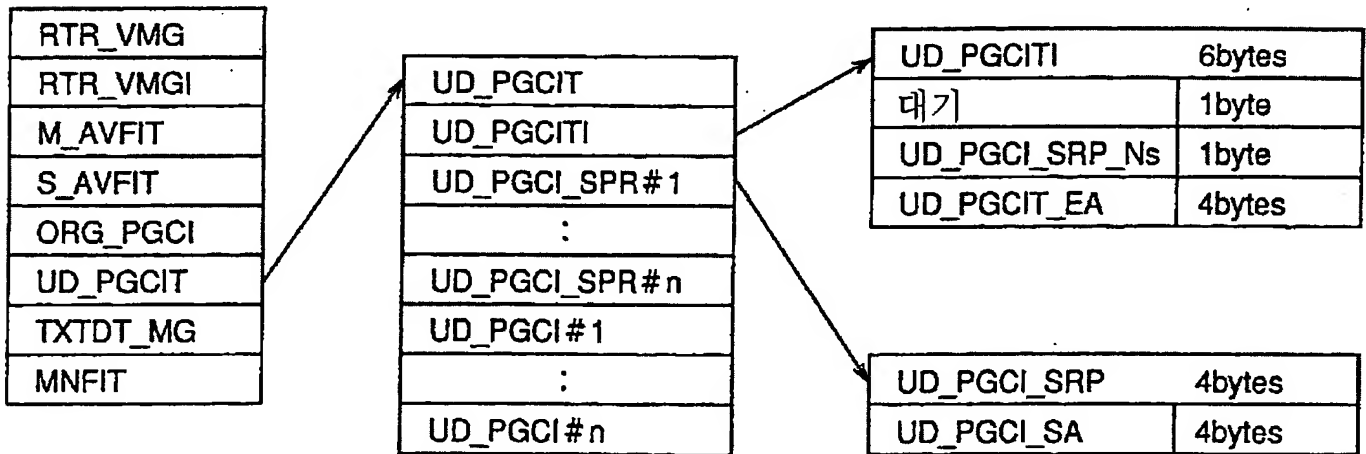 RTR_VMG
RTR_VMGI
M_AVFIT
S_AVFIT
ORG_PGCI
UD_PGCIT
TXTDT_MG
MNFIT
UD_PGCIT
UD_PGCITI
UD_PGCI_SPR#1
:
UD_PGCI_SPR#n
UD_PGCI#1
:
UD_PGCI#n
UD_PGCITI 6bytes
대기 1byte
UD_PGCI_SRP_Ns 1byte
UD_PGCIT_EA 4bytes
UD_PGCI_SRP 4bytes
UD_PGCI_SA 4bytes